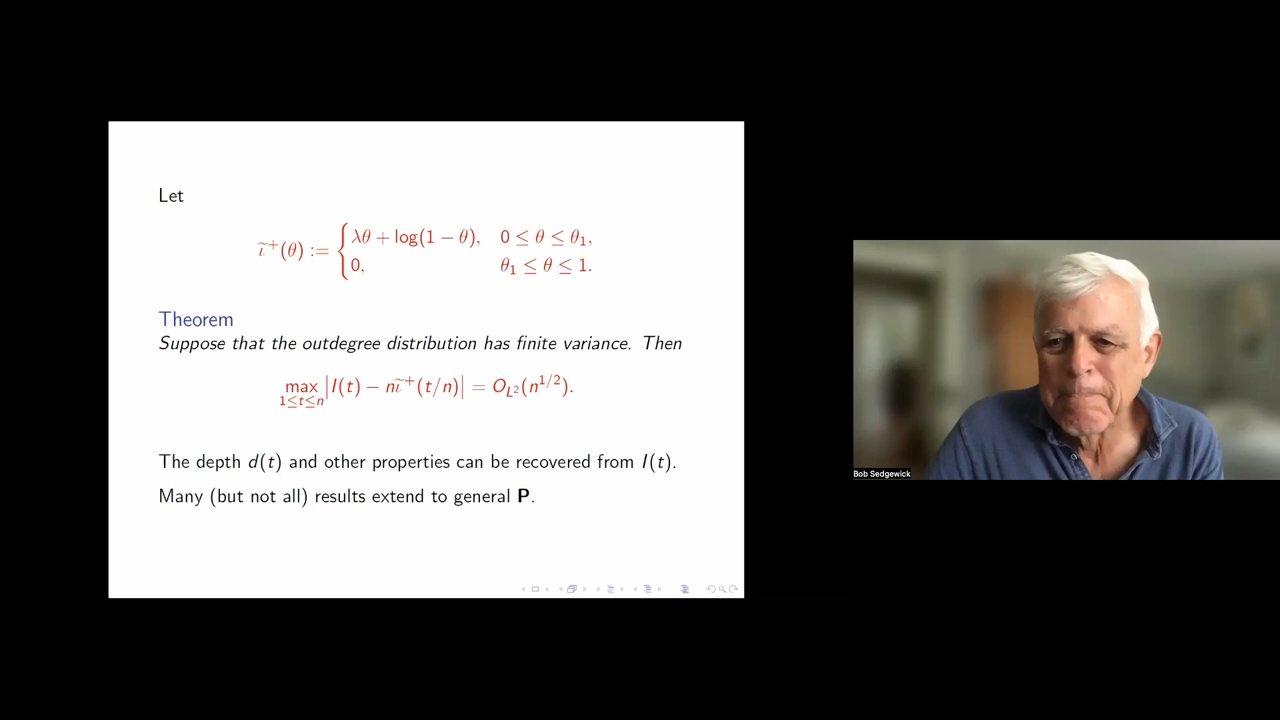 Let
ι̃⁺(θ) := { λθ + log(1 − θ), 0 ≤ θ ≤ θ₁,
0, θ₁ ≤ θ ≤ 1.
Theorem
Suppose that the outdegree distribution has finite variance. Then
max_{1≤t≤n} |I(t) − nι̃⁺(t/n)| = O_{L²}(n^{1/2}).
The depth d(t) and other properties can be recovered from I(t).
Many (but not all) results extend to general P.
Bob Sedgewick